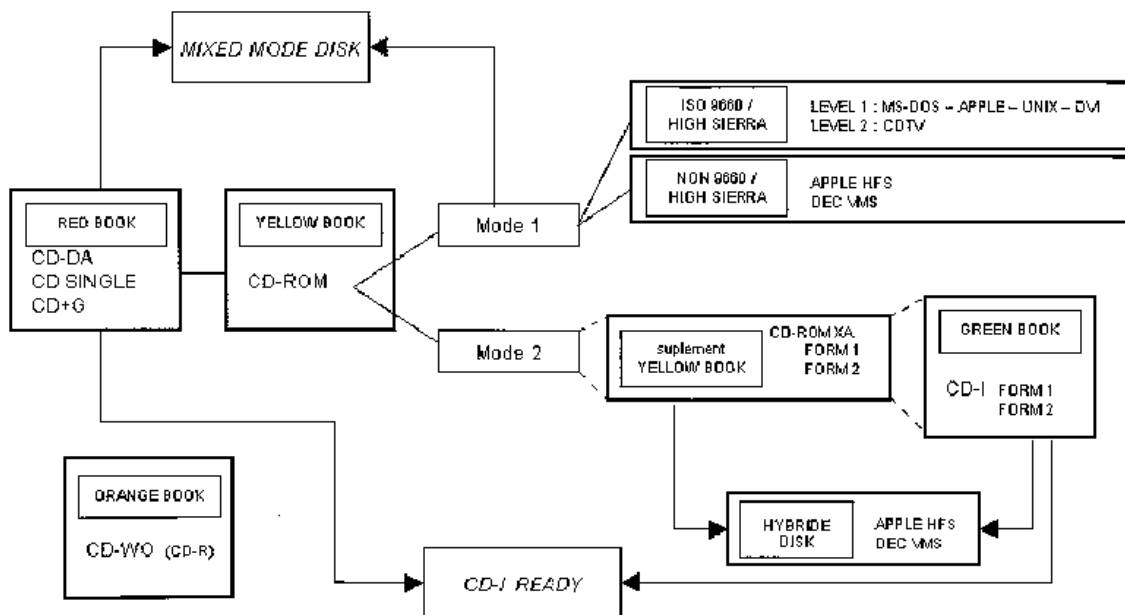 MIXED MODE DISK
ISO 9660 /
HIGH SIERRA
LEVEL 1 : MS-DOS – APPLE – UNIX – DVI
LEVEL 2 : CDTV
NON 9660 /
HIGH SIERRA
APPLE HFS
DEC VMS
RED BOOK
CD-DA
CD SINGLE
CD+G
YELLOW BOOK
CD-ROM
Mode 1
Mode 2
suplement
YELLOW BOOK
CD-ROM XA
FORM 1
FORM 2
GREEN BOOK
CD-I FORM 1
FORM 2
ORANGE BOOK
CD-WO (CD-R)
HYBRIDE
DISK
APPLE HFS
DEC VMS
CD-I READY